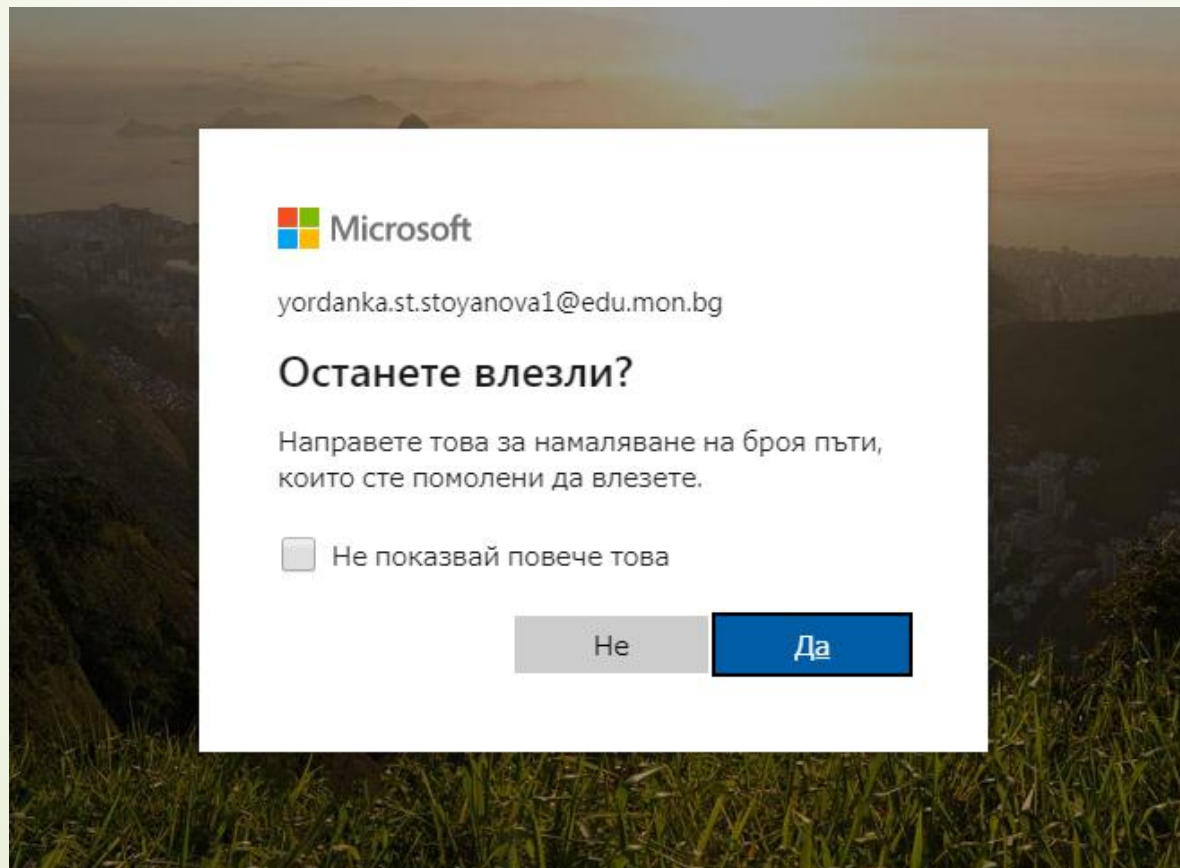 Microsoft
yordanka.st.stoyanova1@edu.mon.bg
Останете влезли?
Направете това за намаляване на броя пъти,
които сте помолени да влезете.
Не показвай повече това
Не
Да